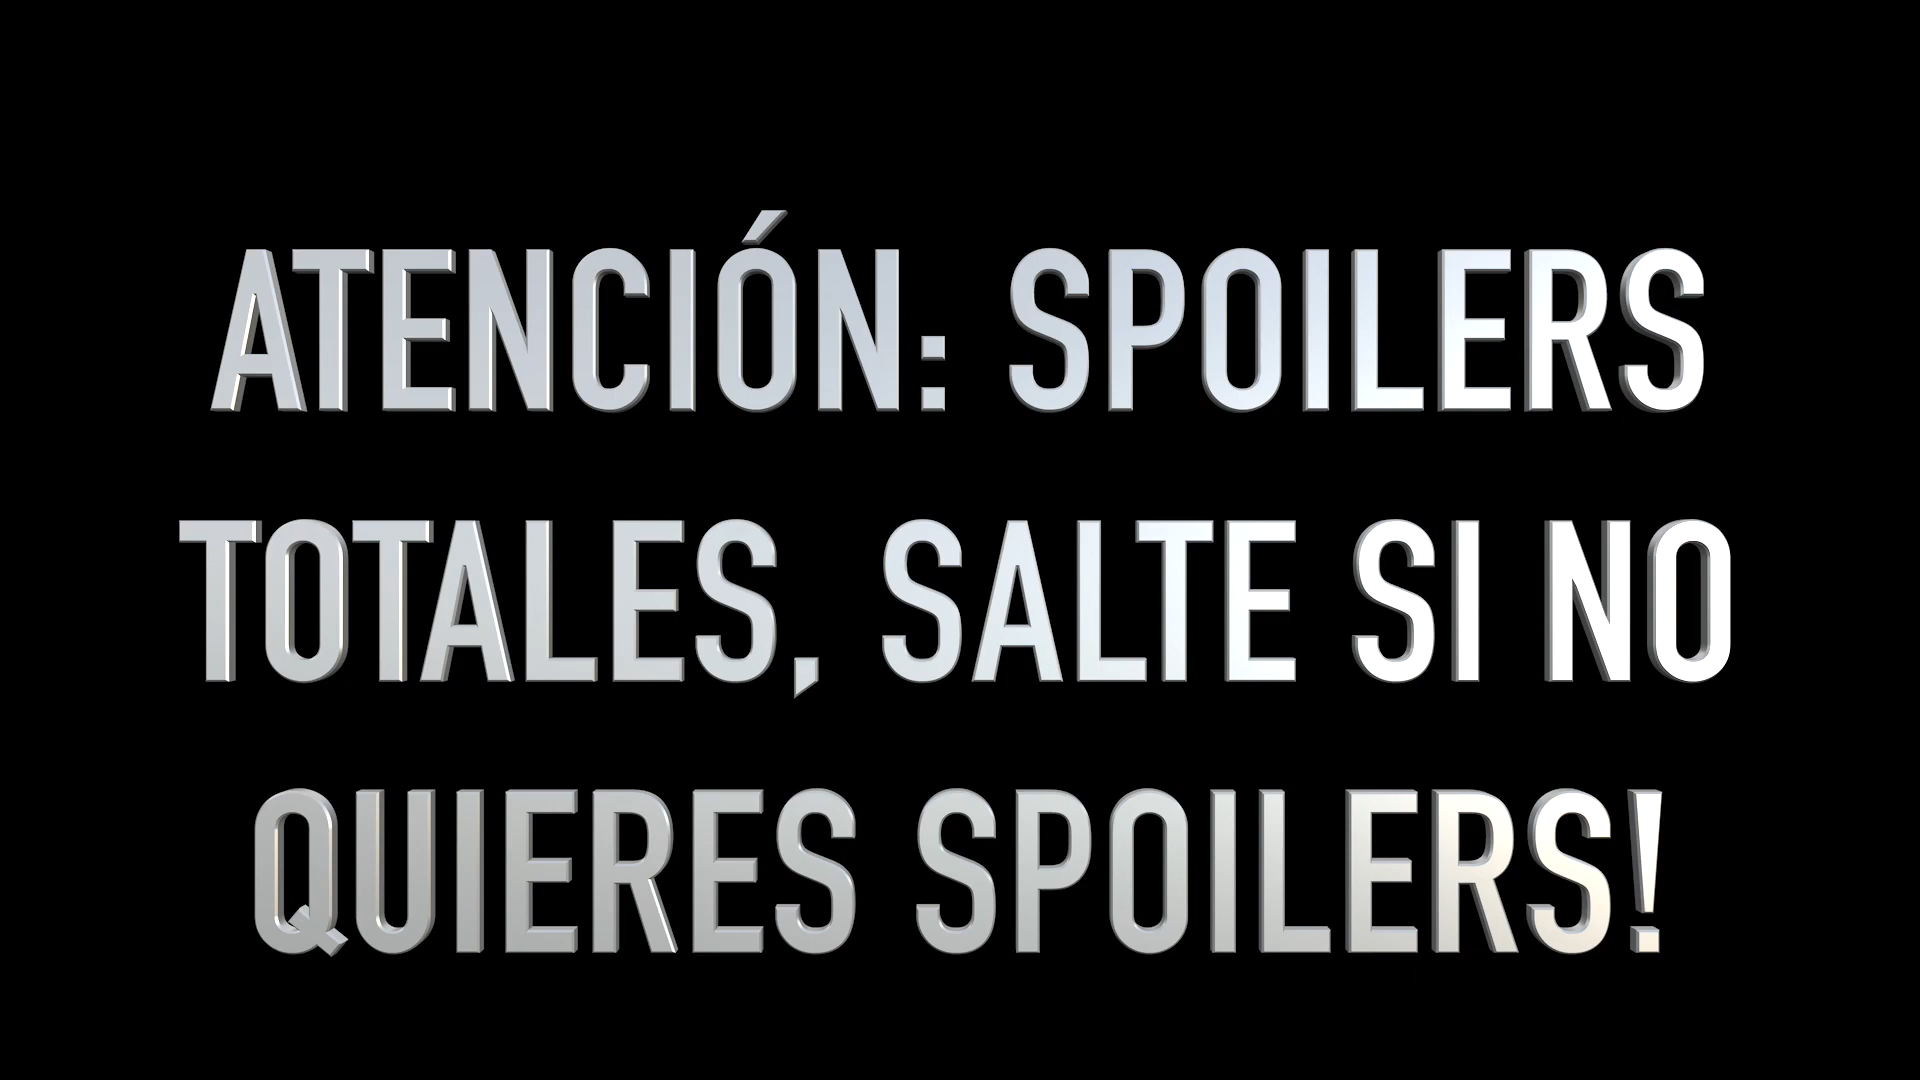 ATENCIÓN: SPOILERS
TOTALES, SALTE SI NO
QUIERES SPOILERS!